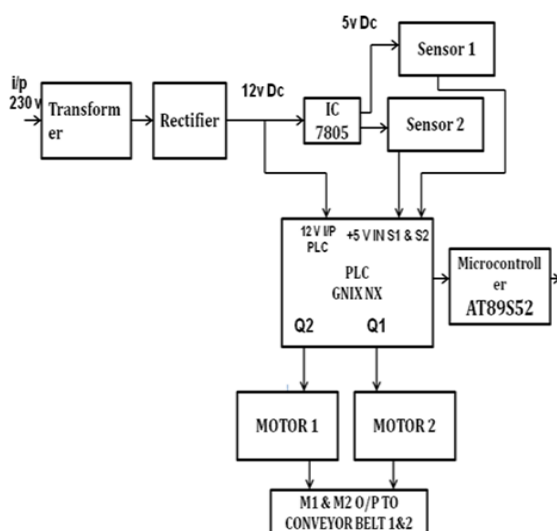 5v Dc
Sensor 1
i/p
230 v
Transform
er
Rectifier
12v Dc
IC
7805
Sensor 2
12 V I/P
PLC
+5 V IN S1 & S2
PLC
GNIX NX
Q2
Q1
Microcontroll
er
AT89S52
MOTOR 1
MOTOR 2
M1 & M2 O/P TO
CONVEYOR BELT 1&2